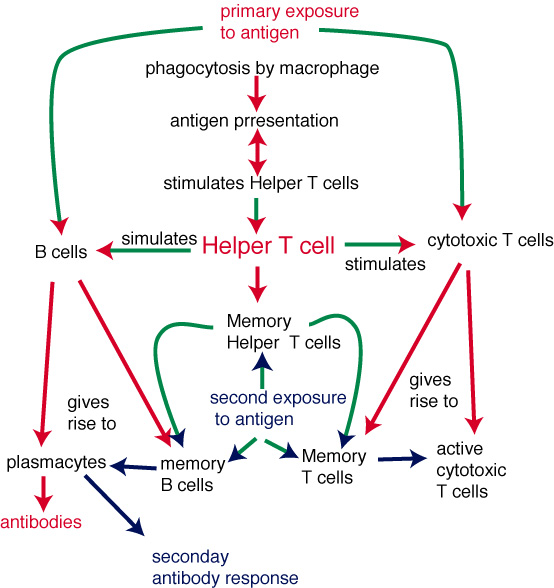 primary exposure
to antigen
phagocytosis by macrophage
antigen prresentation
stimulates Helper T cells
simulates
Helper T cell
cytotoxic T cells
B cells
stimulates
Memory
Helper T cells
gives
rise to
second exposure
to antigen
gives
rise to
plasmacytes
memory
B cells
Memory
T cells
active
cytotoxic
T cells
antibodies
seconday
antibody response